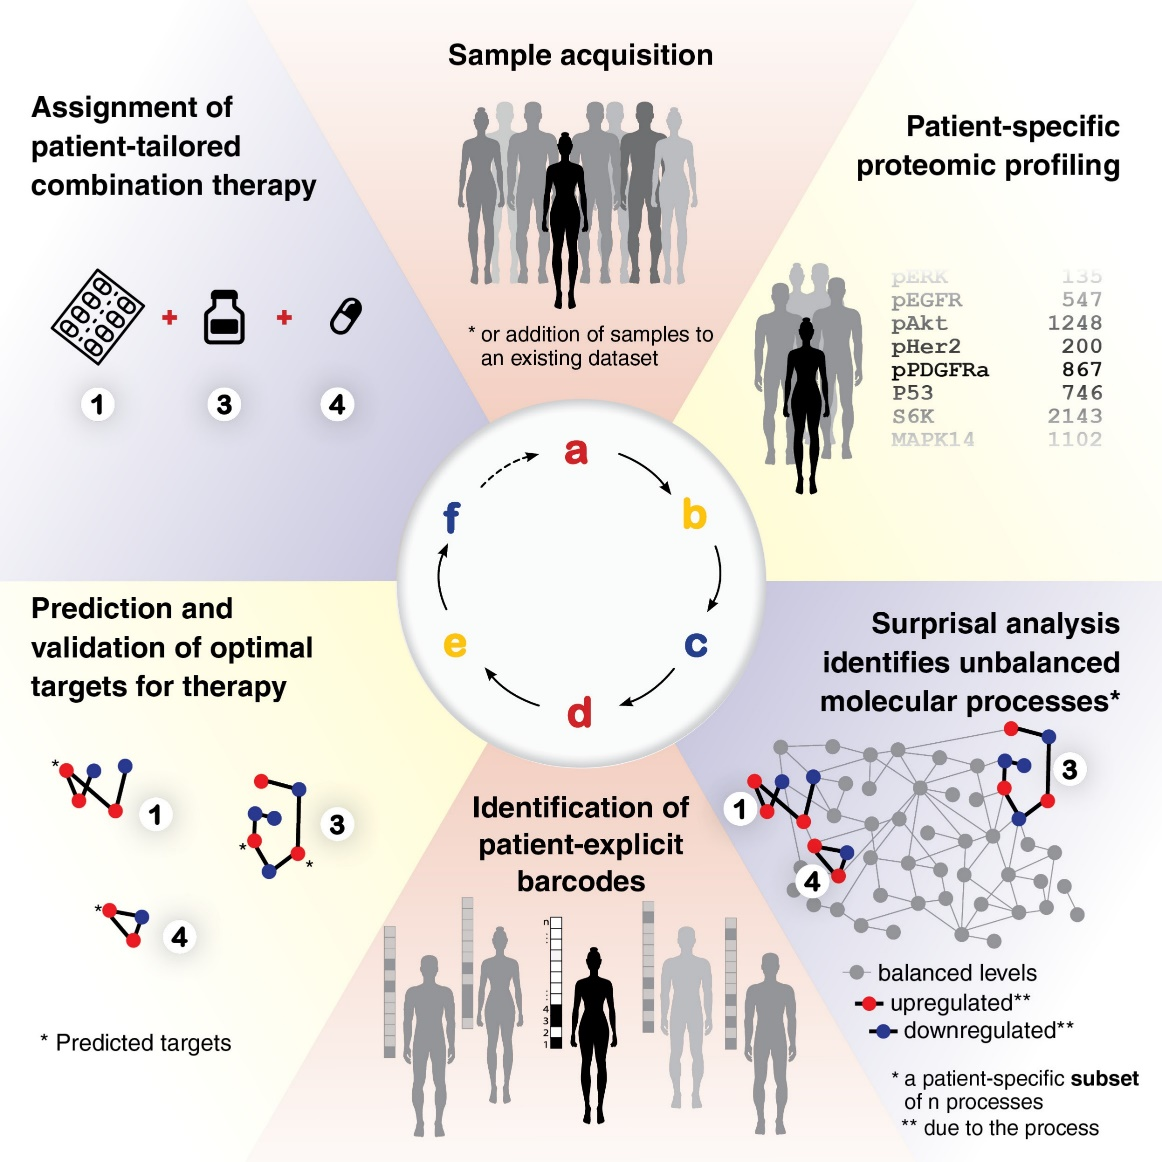 Sample acquisition
* or addition of samples to
an existing dataset
Patient-specific
proteomic profiling
pERK 135
pEGFR 547
pAkt 1248
pHer2 200
pPDGFRa 867
P53 746
S6K 2143
MAPK14 1102
Surprisal analysis
identifies unbalanced
molecular processes*
1
3
4
balanced levels
upregulated**
downregulated**
* a patient-specific subset
of n processes
** due to the process
Identification of
patient-explicit
barcodes
n
:
:
4
3
2
1
Prediction and
validation of optimal
targets for therapy
*
1
3
*
*
*
4
* Predicted targets
Assignment of
patient-tailored
combination therapy
+ +
1 3 4
a
b
c
d
e
f